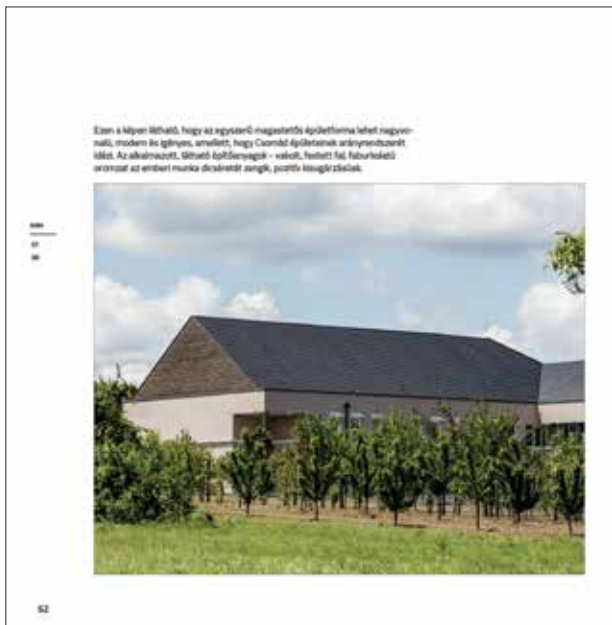 Ezen a képen látható, hogy az egyszerű magastetős épületforma lehet nagyvo-
nalú, modern és igényes, amellett, hogy Csomád épületeinek arányrendszerét
idézi. Az alkalmazott, látható építőanyagok – vakolt, festett fal, faburkolatú
oromzat az emberi munka dicséretét zengik, pozitív kisugárzásúak.
52